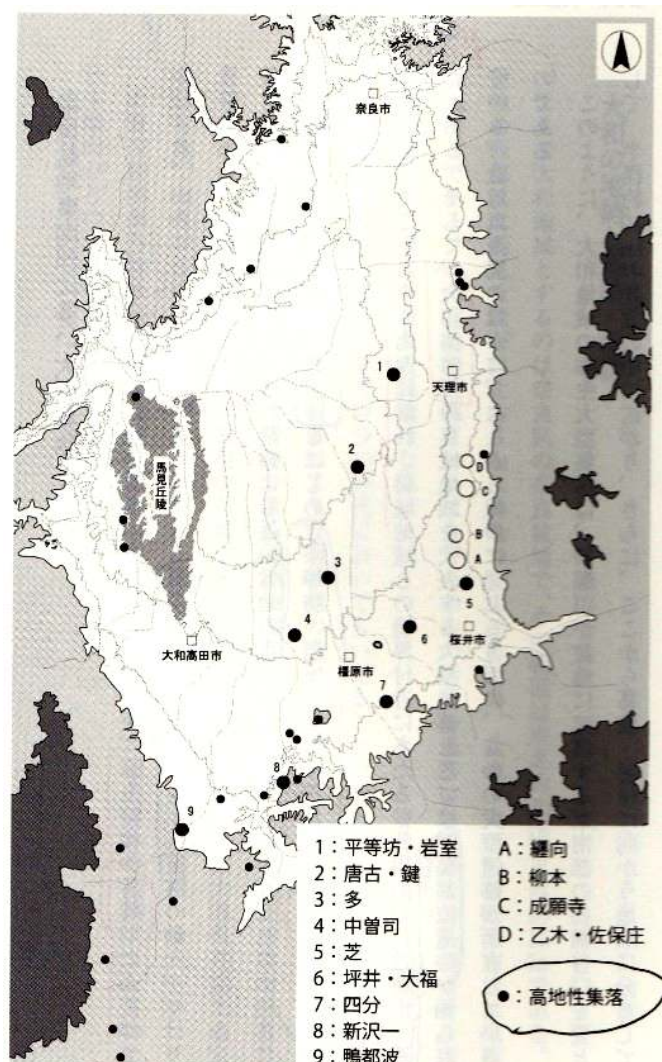 奈良市
1
天理市
2
D
C
馬見丘陵
B
A
3
5
4
6
大和高田市
橿原市
桜井市
7
8
9
1：平等坊・岩室
2：唐古・鍵
3：多
4：中曽司
5：芝
6：坪井・大福
7：四分
8：新沢一
9：鴨都波
A：纒向
B：柳本
C：成願寺
D：乙木・佐保庄
●：高地性集落